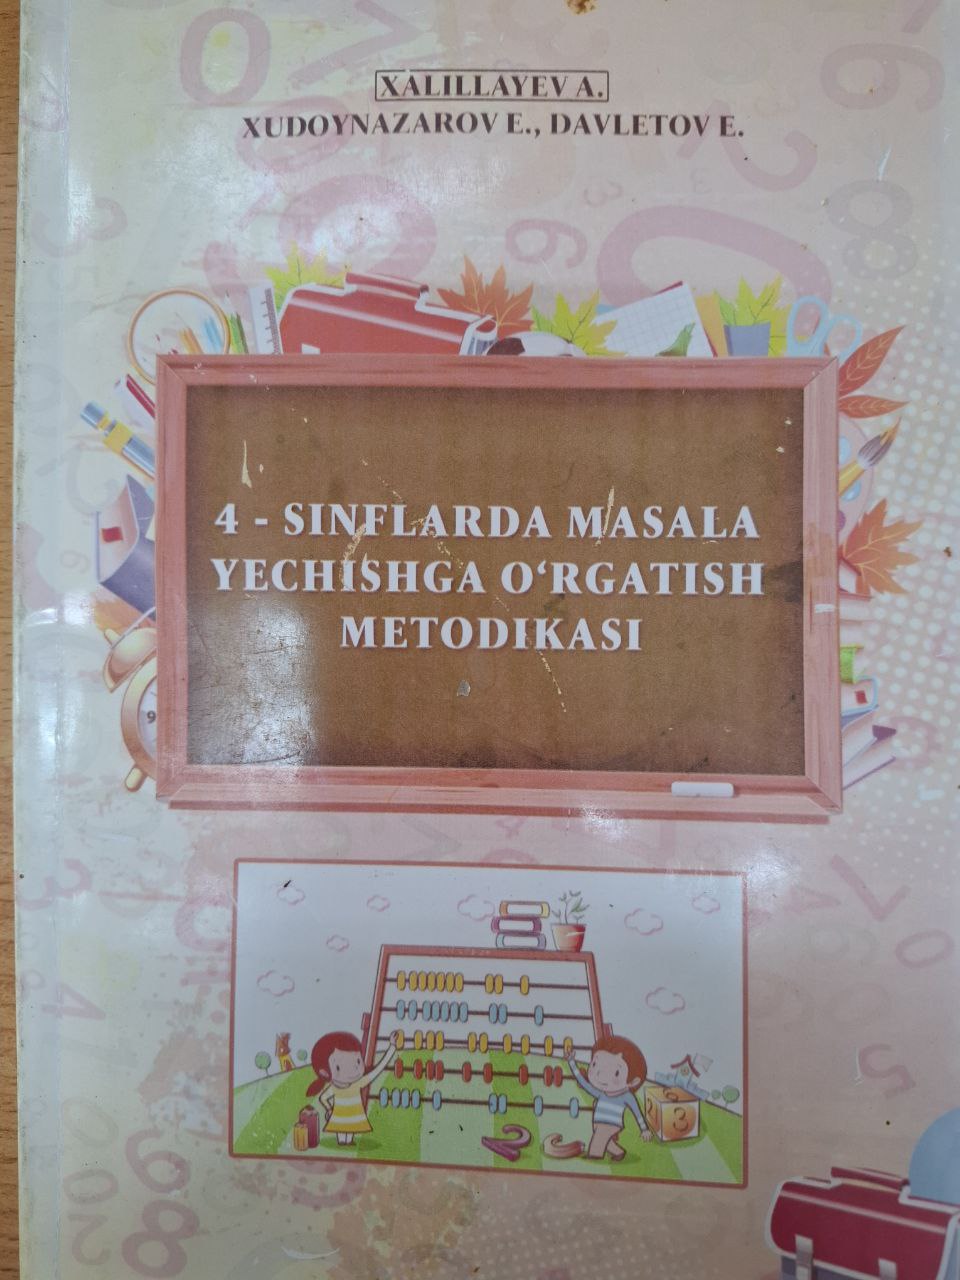 XALILLAYEV A.
XUDOYNAZAROV E., DAVLETOV E.
4 - SINFLARDA MASALA
YECHISHGA O‘RGATISH
METODIKASI